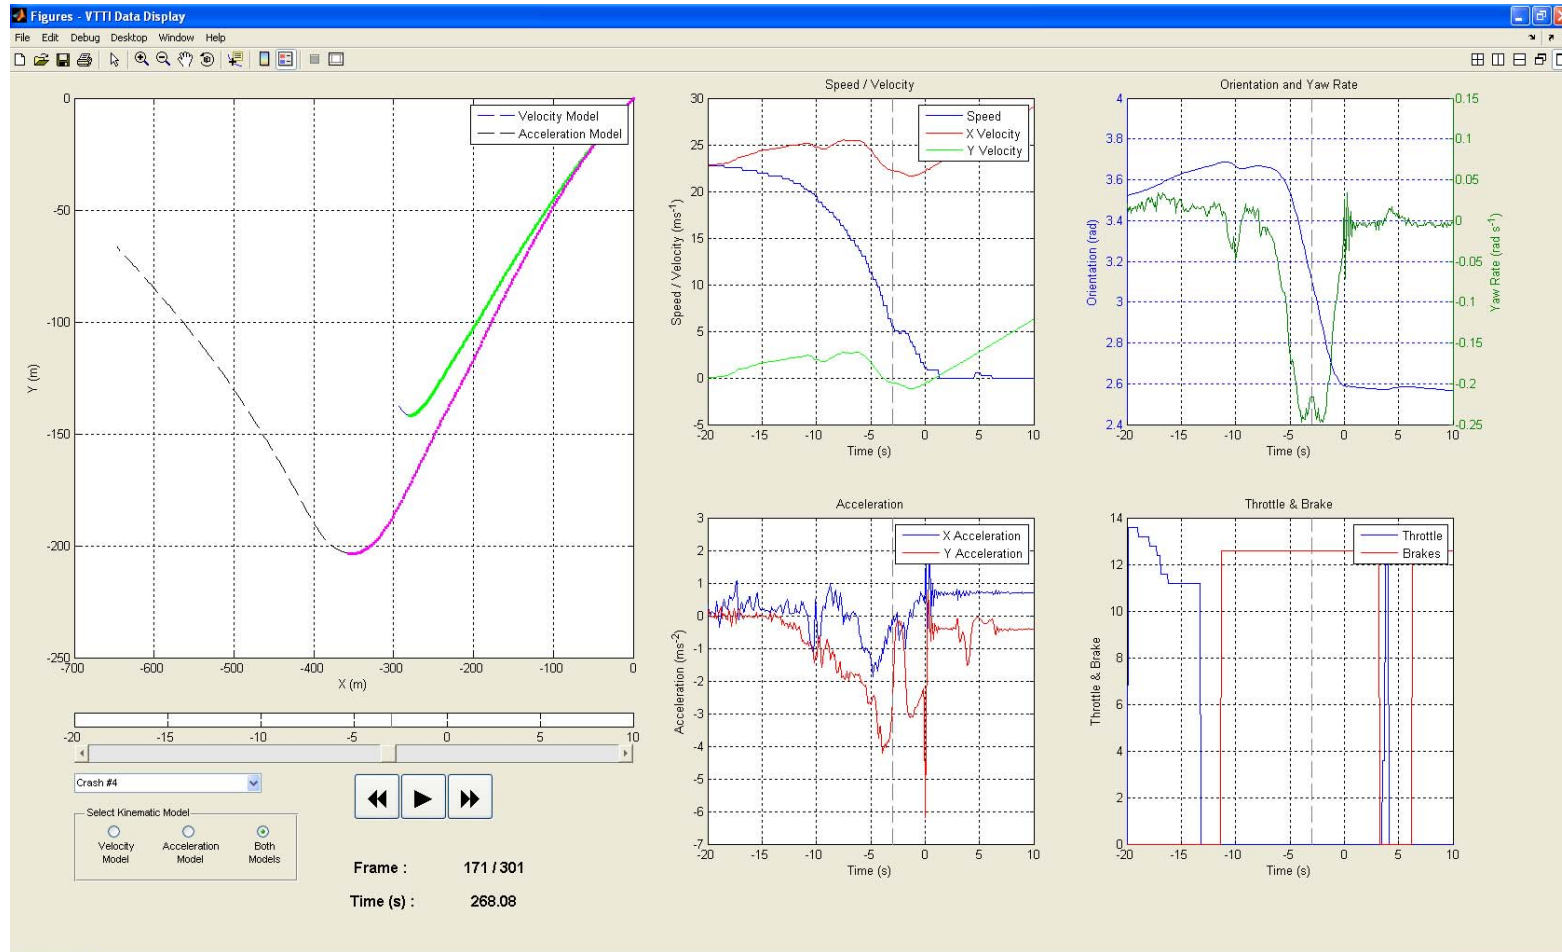 Figures - VTTI Data Display
File Edit Debug Desktop Window Help
Velocity Model
Acceleration Model
0
-50
-100
-150
-200
-250
Y (m)
-700 -600 -500 -400 -300 -200 -100 0
X (m)
Speed / Velocity
Speed
X Velocity
Y Velocity
30
25
20
15
10
5
0
-5
Speed / Velocity (ms-1)
-20 -15 -10 -5 0 5 10
Time (s)
Orientation and Yaw Rate
4
3.8
3.6
3.4
3.2
3
2.8
2.6
2.4
Orientation (rad)
0.15
0.1
0.05
0
-0.05
-0.1
-0.15
-0.2
-0.25
Yaw Rate (rad s-1)
-20 -15 -10 -5 0 5 10
Time (s)
Acceleration
X Acceleration
Y Acceleration
3
2
1
0
-1
-2
-3
-4
-5
-6
-7
Acceleration (ms-2)
-20 -15 -10 -5 0 5 10
Time (s)
Throttle & Brake
Throttle
Brakes
14
12
10
8
6
4
2
0
Throttle & Brake
-20 -15 -10 -5 0 5 10
Time (s)
-20 -15 -10 -5 0 5 10
Crash #4
Select Kinematic Model
Velocity Model
Acceleration Model
Both Models
Frame : 171 / 301
Time (s) : 268.08